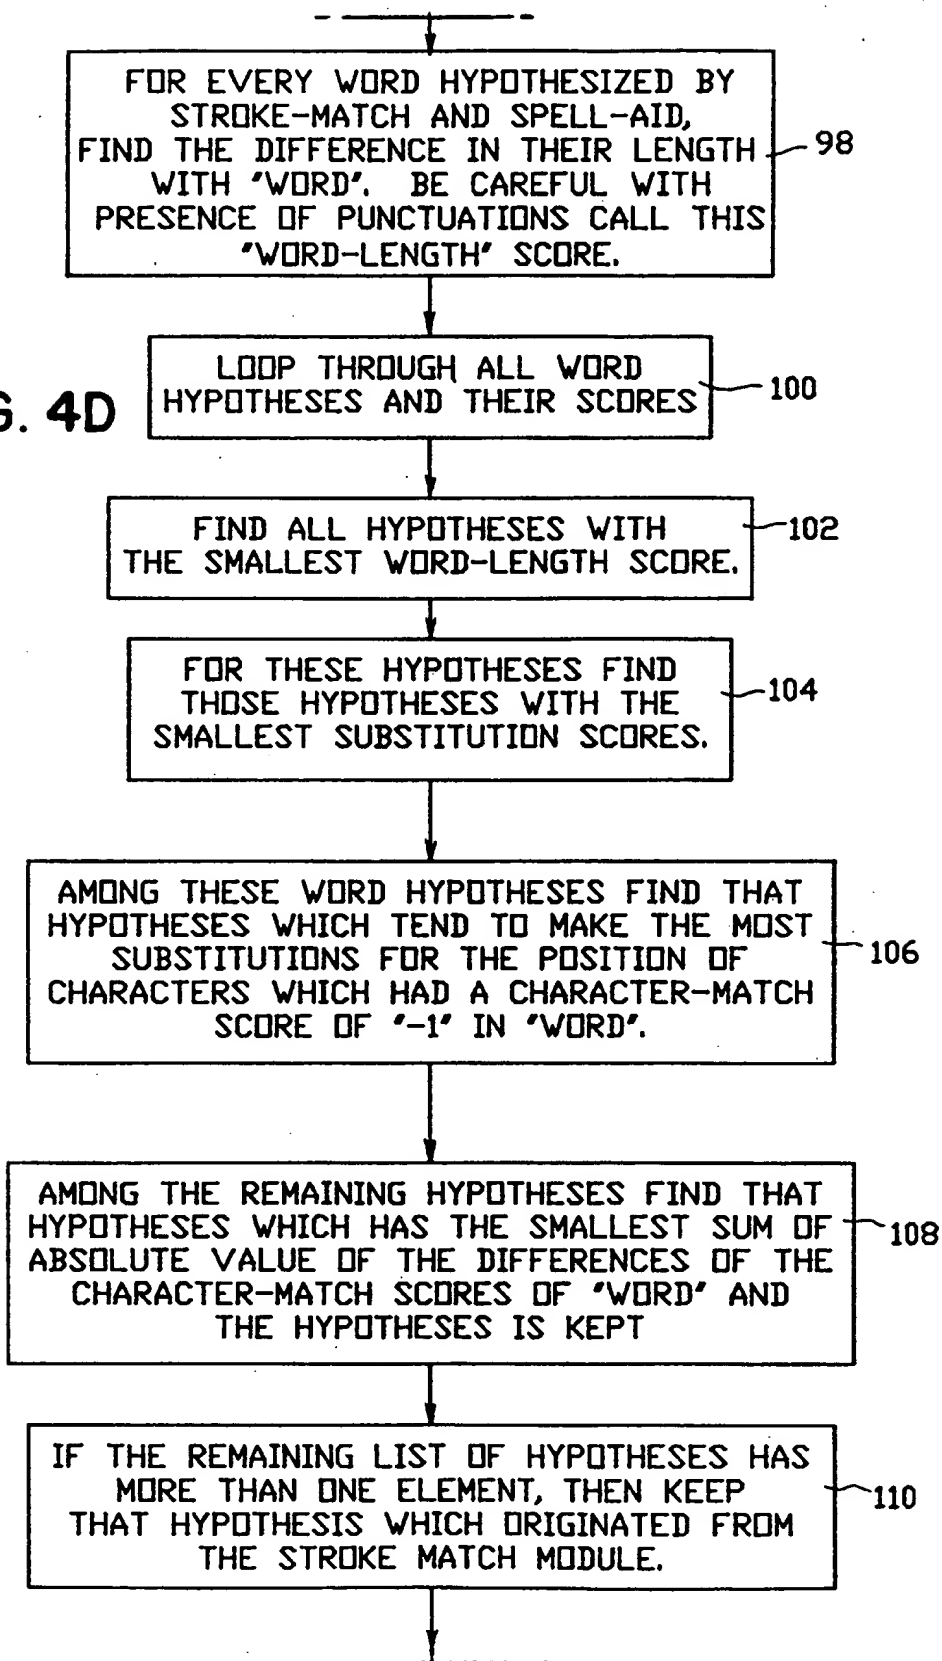 FOR EVERY WORD HYPOTHESIZED BY
STROKE-MATCH AND SPELL-AID,
FIND THE DIFFERENCE IN THEIR LENGTH
WITH "WORD". BE CAREFUL WITH
PRESENCE OF PUNCTUATIONS CALL THIS
"WORD-LENGTH" SCORE.
98
LOOP THROUGH ALL WORD
HYPOTHESES AND THEIR SCORES
100
G. 4D
FIND ALL HYPOTHESES WITH
THE SMALLEST WORD-LENGTH SCORE.
102
FOR THESE HYPOTHESES FIND
THOSE HYPOTHESES WITH THE
SMALLEST SUBSTITUTION SCORES.
104
AMONG THESE WORD HYPOTHESES FIND THAT
HYPOTHESES WHICH TEND TO MAKE THE MOST
SUBSTITUTIONS FOR THE POSITION OF
CHARACTERS WHICH HAD A CHARACTER-MATCH
SCORE OF "-1" IN "WORD".
106
AMONG THE REMAINING HYPOTHESES FIND THAT
HYPOTHESES WHICH HAS THE SMALLEST SUM OF
ABSOLUTE VALUE OF THE DIFFERENCES OF THE
CHARACTER-MATCH SCORES OF "WORD" AND
THE HYPOTHESES IS KEPT
108
IF THE REMAINING LIST OF HYPOTHESES HAS
MORE THAN ONE ELEMENT, THEN KEEP
THAT HYPOTHESIS WHICH ORIGINATED FROM
THE STROKE MATCH MODULE.
110